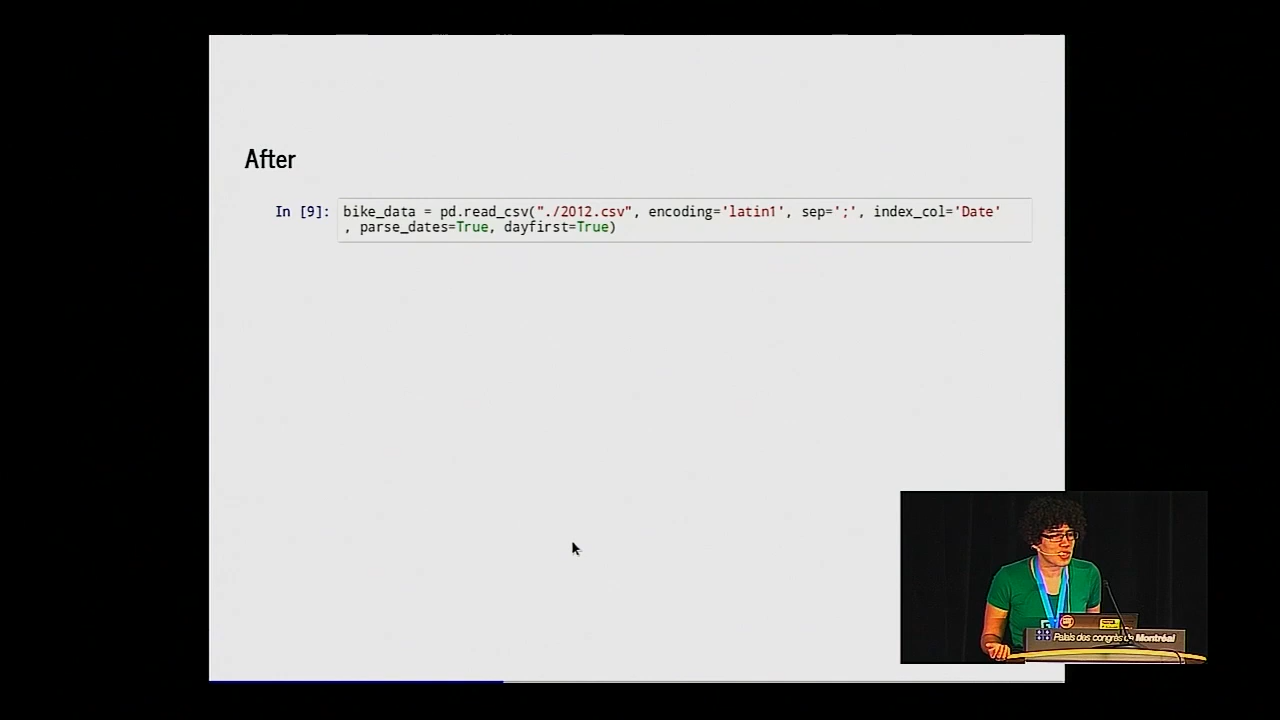 After
In [9]: bike_data = pd.read_csv("./2012.csv", encoding='latin1', sep=';', index_col='Date'
, parse_dates=True, dayfirst=True)
Palais des congrès de Montréal